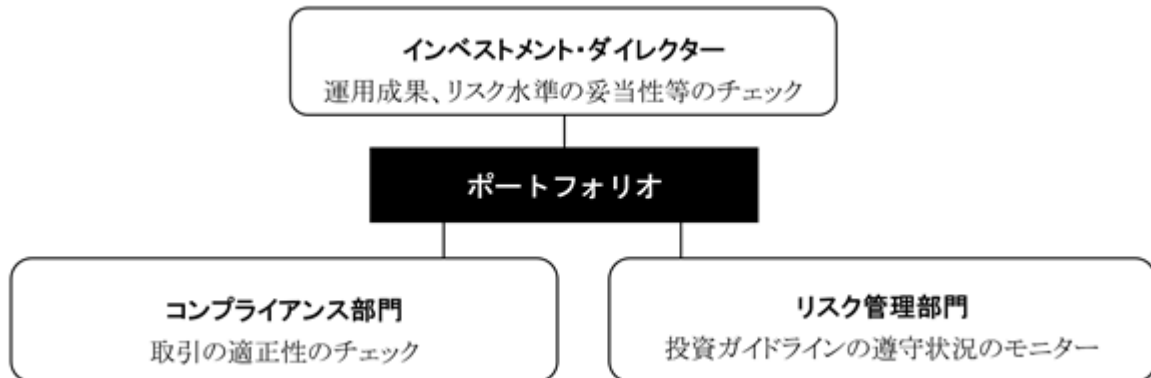 インベストメント・ダイレクター
運用成果、リスク水準の妥当性等のチェック
ポートフォリオ
コンプライアンス部門
取引の適正性のチェック
リスク管理部門
投資ガイドラインの遵守状況のモニター